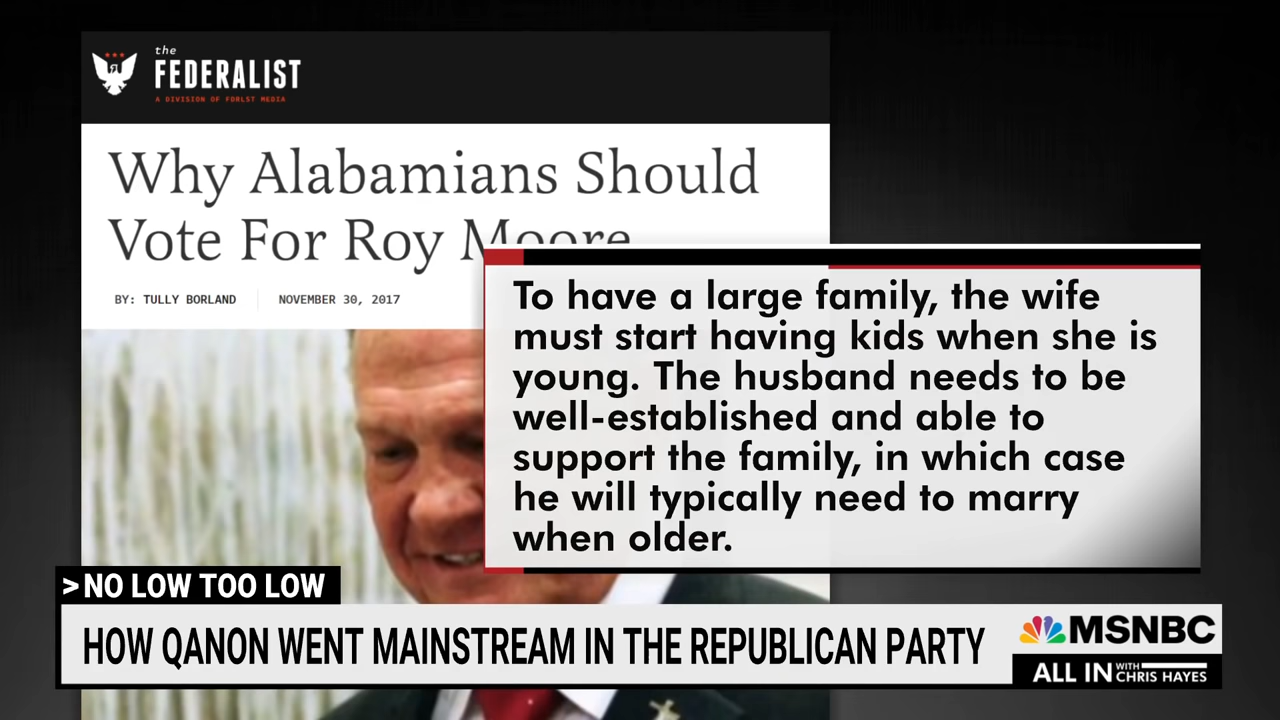 the
FEDERALIST
A DIVISION OF FDRLST MEDIA
Why Alabamians Should
Vote For Roy Moore
BY: TULLY BORLAND
NOVEMBER 30, 2017
To have a large family, the wife
must start having kids when she is
young. The husband needs to be
well-established and able to
support the family, in which case
he will typically need to marry
when older.
>NO LOW TOO LOW
HOW QANON WENT MAINSTREAM IN THE REPUBLICAN PARTY
MSNBC
ALL IN WITH CHRIS HAYES